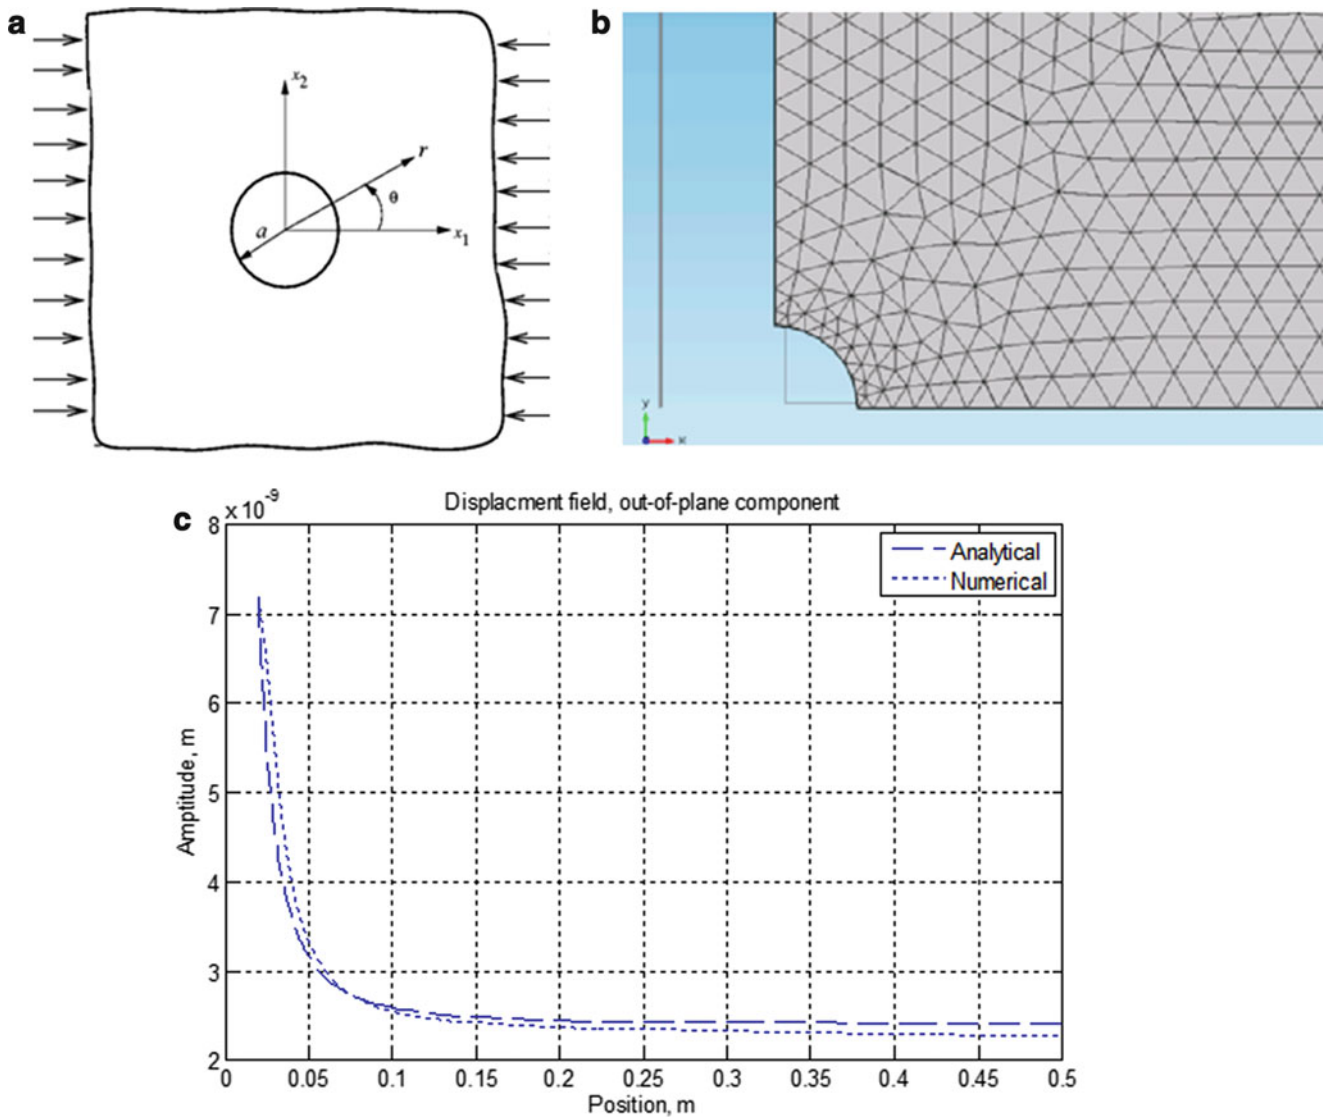 a
x2
r
θ
a
x1
b
y
x
c
×10-9
Displacment field, out-of-plane component
8
7
6
5
4
3
2
Amptitude, m
Analytical
Numerical
0 0.05 0.1 0.15 0.2 0.25 0.3 0.35 0.4 0.45 0.5
Position, m